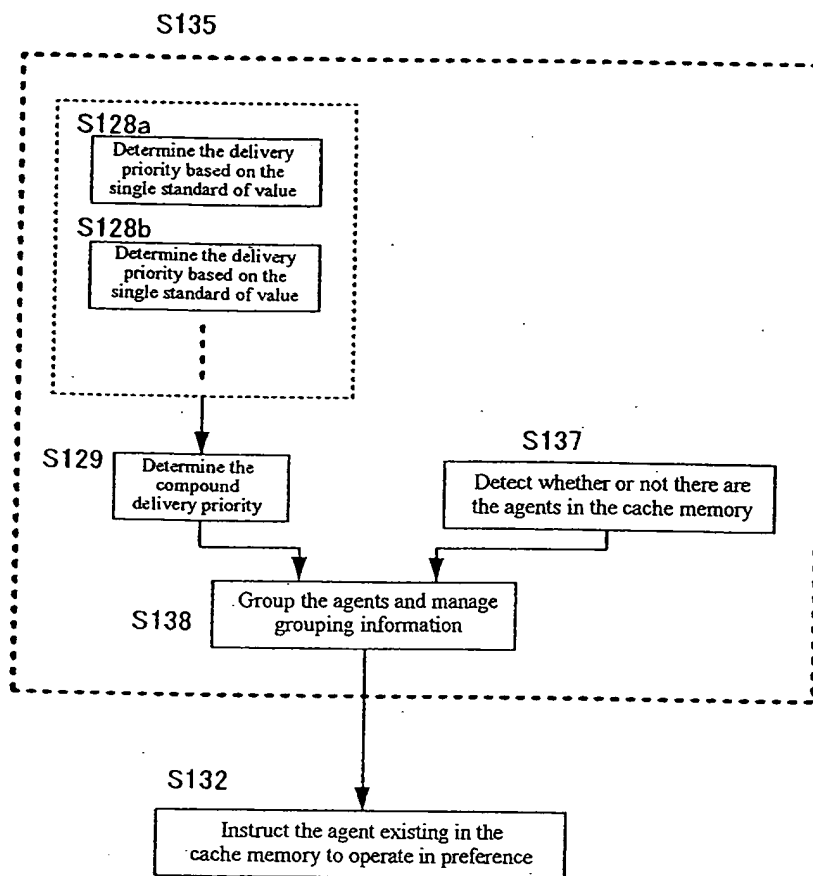 S135
S128a
Determine the delivery
priority based on the
single standard of value
S128b
Determine the delivery
priority based on the
single standard of value
S129
Determine the
compound
delivery priority
S137
Detect whether or not there are
the agents in the cache memory
S138
Group the agents and manage
grouping information
S132
Instruct the agent existing in the
cache memory to operate in preference